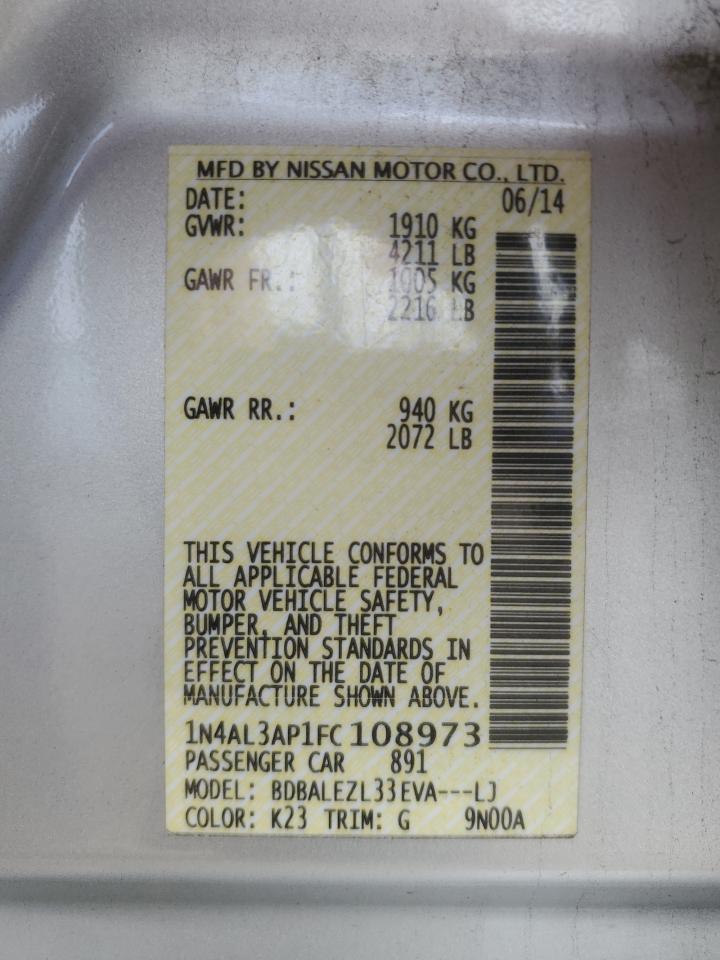 MFD BY NISSAN MOTOR CO., LTD.
DATE: 06/14
GVWR: 1910 KG
4211 LB
GAWR FR.: 1005 KG
2216 LB
GAWR RR.: 940 KG
2072 LB
THIS VEHICLE CONFORMS TO
ALL APPLICABLE FEDERAL
MOTOR VEHICLE SAFETY,
BUMPER, AND THEFT
PREVENTION STANDARDS IN
EFFECT ON THE DATE OF
MANUFACTURE SHOWN ABOVE.
1N4AL3AP1FC108973
PASSENGER CAR 891
MODEL: BDBALEZL33EVA---LJ
COLOR: K23 TRIM: G 9N00A